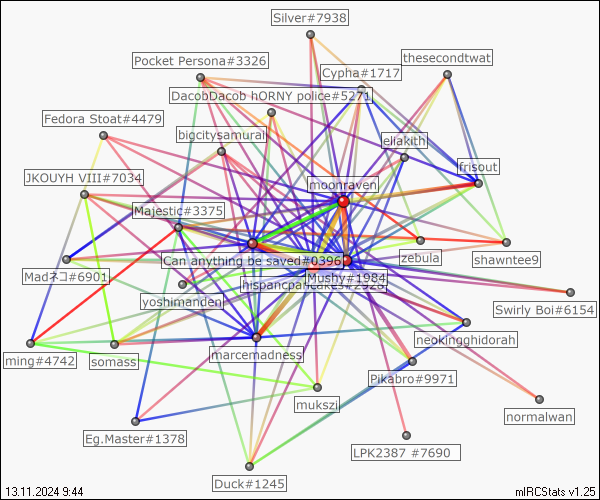 Silver#7938
Pocket Persona#3326
thesecondtwat
Cypha#1717
DacobDacob hORNY police#5271
Fedora Stoat#4479
bigcitysamurai
eliakith
frisout
JKOUYH VIII#7034
moonraven
Majestic#3375
Can anything be saved#0396
zebula
shawntee9
Madネコ#6901
Mushy#1984
hispancpancakes#2926
yoshimanden
Swirly Boi#6154
neokingghidorah
ming#4742
somass
marcemadness
Pikabro#9971
mukszi
normalwan
Eg.Master#1378
LPK2387 #7690
Duck#1245
13.11.2024 9:44
mIRCStats v1.25